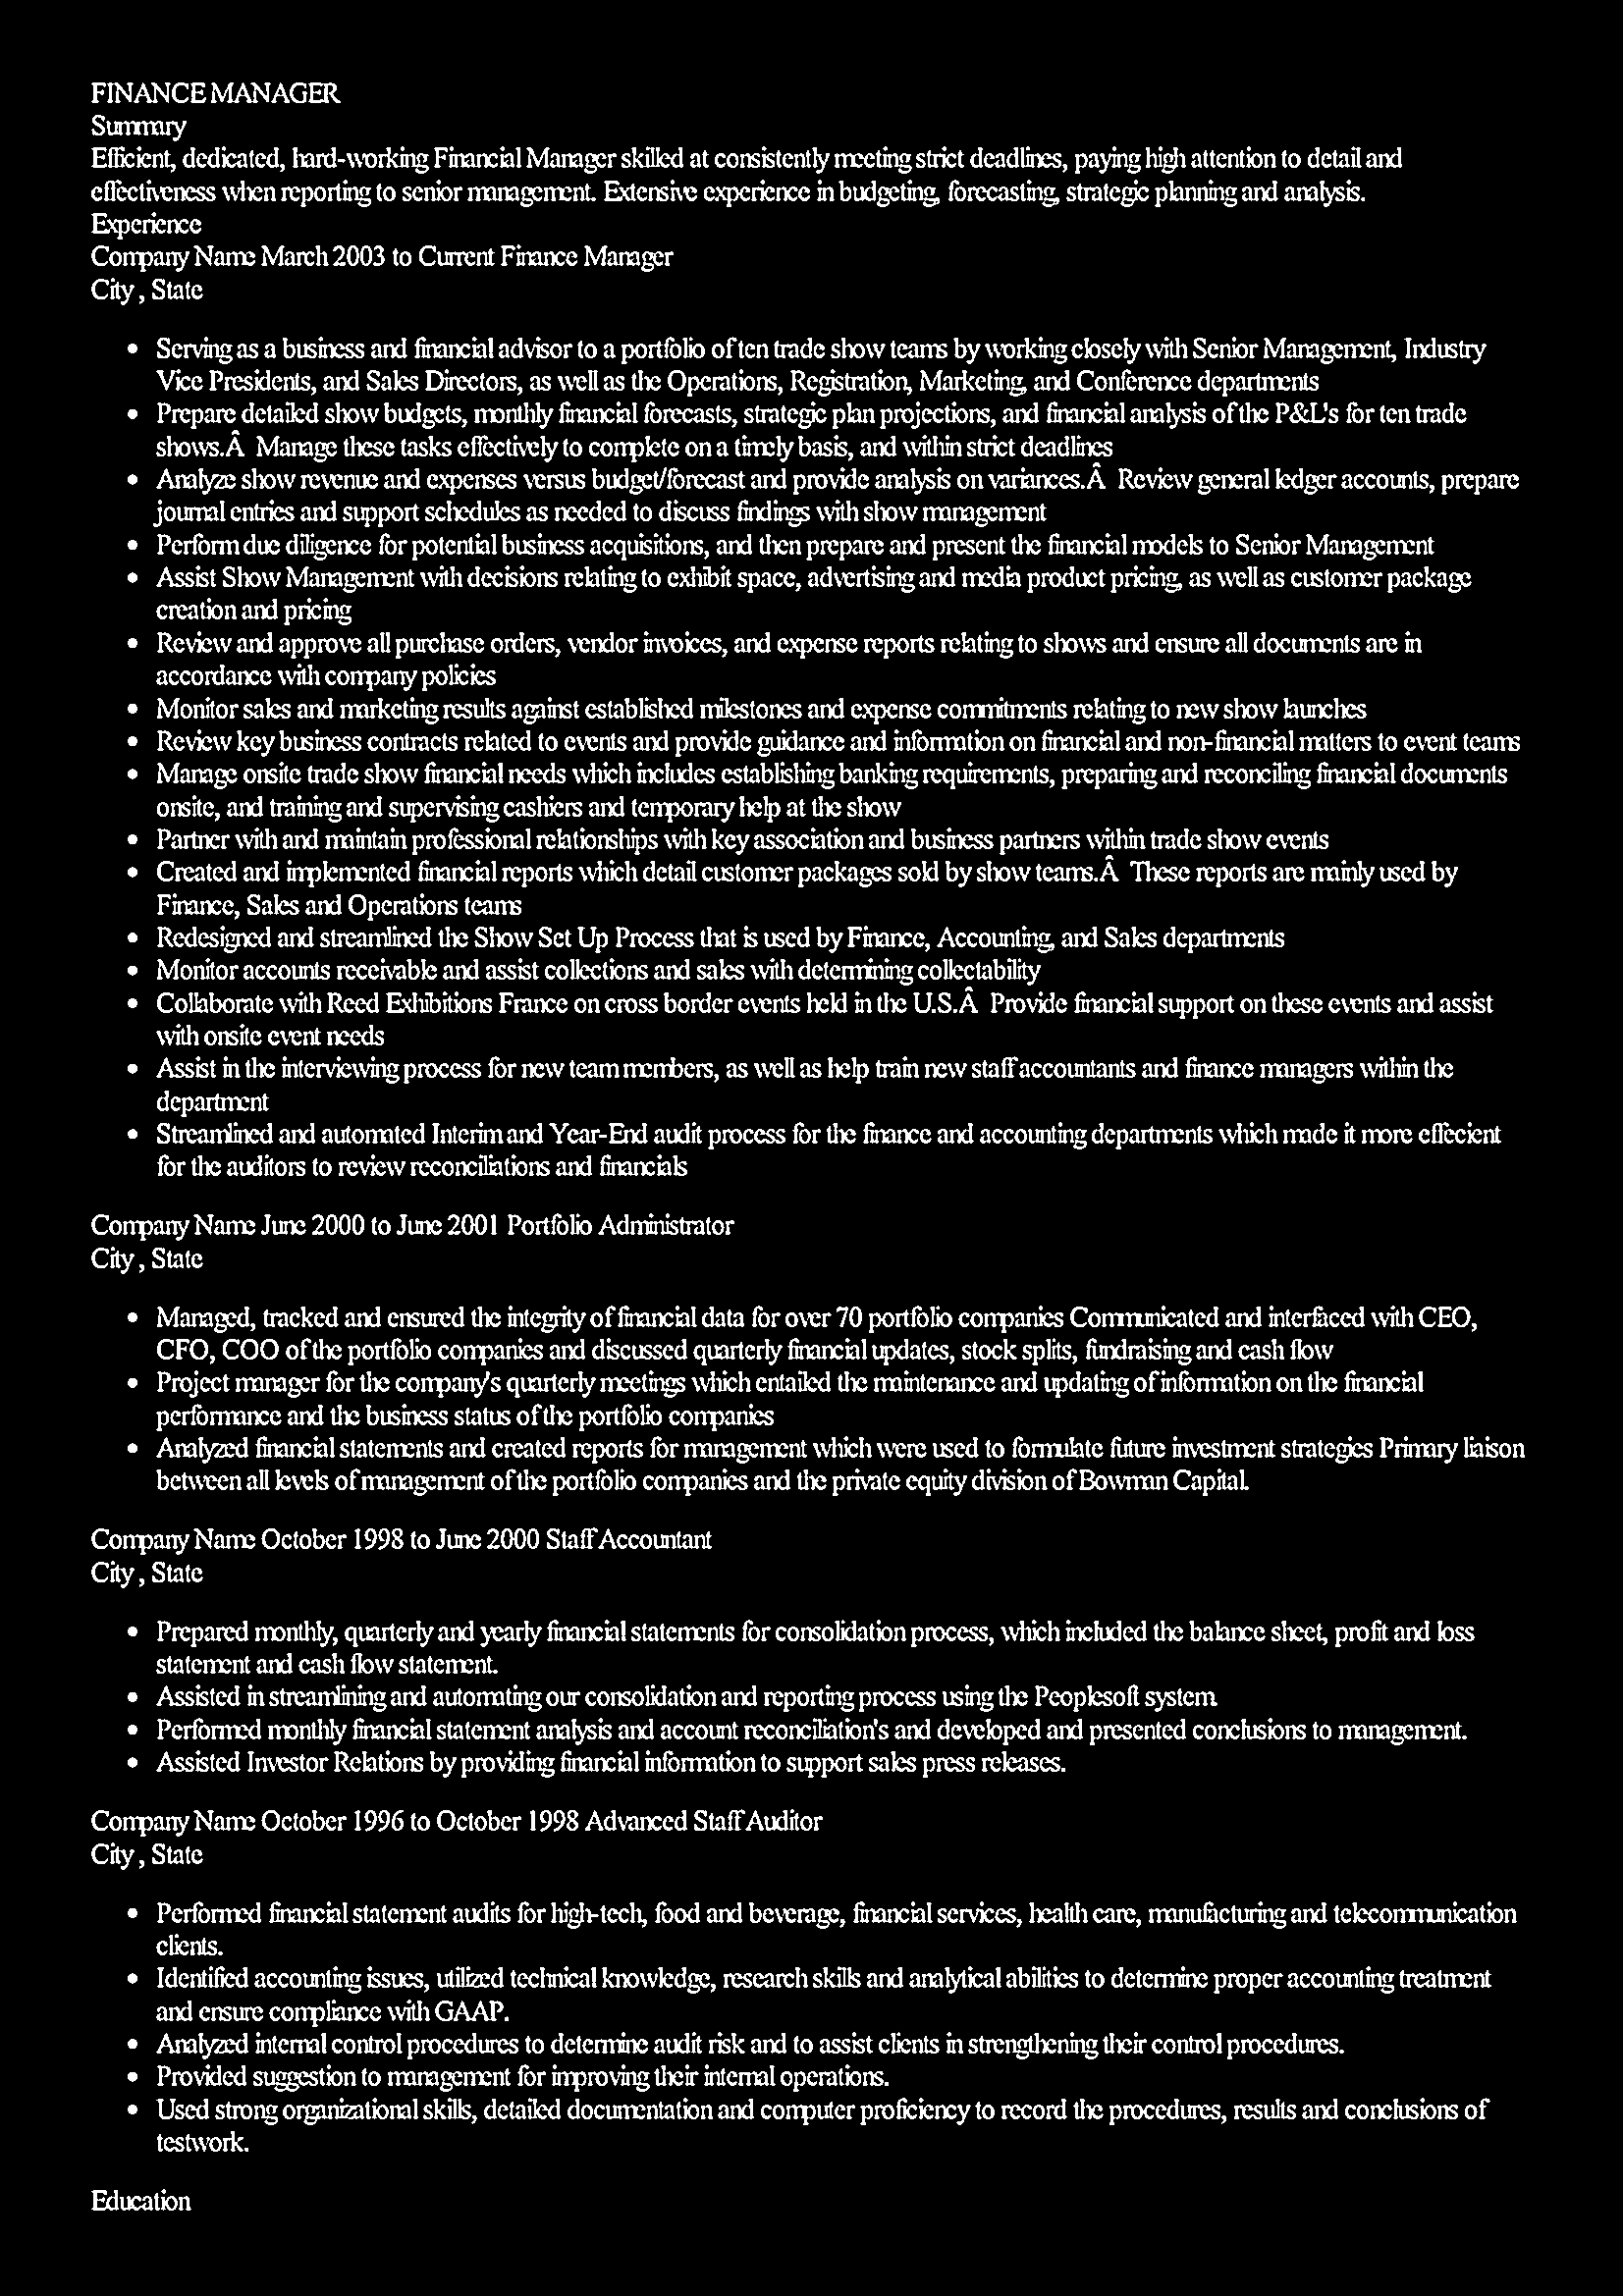 FINANCE MANAGER
Summary
Efficient, dedicated, hard-working Financial Manager skilled at consistently meeting strict deadlines, paying high attention to detail and
effectiveness when reporting to senior management. Extensive experience in budgeting, forecasting, strategic planning and analysis.
Experience
Company Name March 2003 to Current Finance Manager
City , State
• Serving as a business and financial advisor to a portfolio of ten trade show teams by working closely with Senior Management, Industry
Vice Presidents, and Sales Directors, as well as the Operations, Registration, Marketing, and Conference departments
• Prepare detailed show budgets, monthly financial forecasts, strategic plan projections, and financial analysis of the P&L's for ten trade
shows.Â  Manage these tasks effectively to complete on a timely basis, and within strict deadlines
• Analyze show revenue and expenses versus budget/forecast and provide analysis on variances.Â  Review general ledger accounts, prepare
journal entries and support schedules as needed to discuss findings with show management
• Perform due diligence for potential business acquisitions, and then prepare and present the financial models to Senior Management
• Assist Show Management with decisions relating to exhibit space, advertising and media product pricing, as well as customer package
creation and pricing
• Review and approve all purchase orders, vendor invoices, and expense reports relating to shows and ensure all documents are in
accordance with company policies
• Monitor sales and marketing results against established milestones and expense commitments relating to new show launches
• Review key business contracts related to events and provide guidance and information on financial and non-financial matters to event teams
• Manage onsite trade show financial needs which includes establishing banking requirements, preparing and reconciling financial documents
onsite, and training and supervising cashiers and temporary help at the show
• Partner with and maintain professional relationships with key association and business partners within trade show events
• Created and implemented financial reports which detail customer packages sold by show teams.Â  These reports are mainly used by
Finance, Sales and Operations teams
• Redesigned and streamlined the Show Set Up Process that is used by Finance, Accounting, and Sales departments
• Monitor accounts receivable and assist collections and sales with determining collectability
• Collaborate with Reed Exhibitions France on cross border events held in the U.S.Â  Provide financial support on these events and assist
with onsite event needs
• Assist in the interviewing process for new team members, as well as help train new staff accountants and finance managers within the
department
• Streamlined and automated Interim and Year-End audit process for the finance and accounting departments which made it more effecient
for the auditors to review reconciliations and financials
Company Name June 2000 to June 2001 Portfolio Administrator
City , State
• Managed, tracked and ensured the integrity of financial data for over 70 portfolio companies Communicated and interfaced with CEO,
CFO, COO of the portfolio companies and discussed quarterly financial updates, stock splits, fundraising and cash flow
• Project manager for the company's quarterly meetings which entailed the maintenance and updating of information on the financial
performance and the business status of the portfolio companies
• Analyzed financial statements and created reports for management which were used to formulate future investment strategies Primary liaison
between all levels of management of the portfolio companies and the private equity division of Bowman Capital.
Company Name October 1998 to June 2000 Staff Accountant
City , State
• Prepared monthly, quarterly and yearly financial statements for consolidation process, which included the balance sheet, profit and loss
statement and cash flow statement.
• Assisted in streamlining and automating our consolidation and reporting process using the Peoplesoft system.
• Performed monthly financial statement analysis and account reconciliation's and developed and presented conclusions to management.
• Assisted Investor Relations by providing financial information to support sales press releases.
Company Name October 1996 to October 1998 Advanced Staff Auditor
City , State
• Performed financial statement audits for high-tech, food and beverage, financial services, health care, manufacturing and telecommunication
clients.
• Identified accounting issues, utilized technical knowledge, research skills and analytical abilities to determine proper accounting treatment
and ensure compliance with GAAP.
• Analyzed internal control procedures to determine audit risk and to assist clients in strengthening their control procedures.
• Provided suggestion to management for improving their internal operations.
• Used strong organizational skills, detailed documentation and computer proficiency to record the procedures, results and conclusions of
testwork.
Education